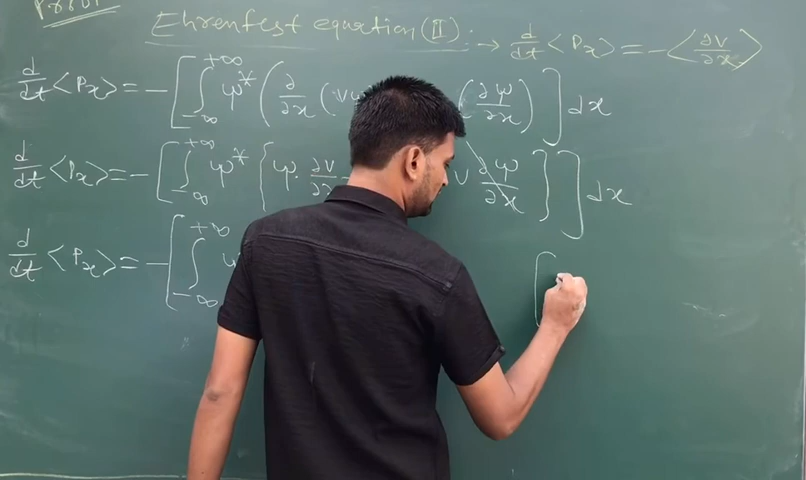 Proof
Ehrenfest equation (II):→ d/dt <Px> = -<∂V/∂x>
d/dt <Px> = -[ ∫_{-∞}^{+∞} ψ* ( ∂/∂x (Vψ (∂ψ/∂x) ] dx
d/dt <Px> = -[ ∫_{-∞}^{+∞} ψ* { ψ. ∂V/∂x V ∂ψ/∂x } ] dx
d/dt <Px> = -[ ∫_{-∞}^{+∞} [